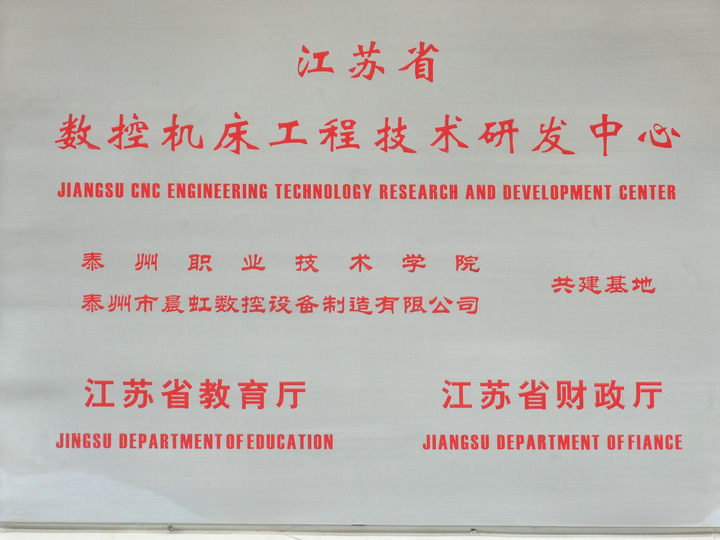 江苏省
数控机床工程技术研发中心
JIANGSU CNC ENGINEERING TECHNOLOGY RESEARCH AND DEVELOPMENT CENTER
泰州职业技术学院
泰州市晨虹数控设备制造有限公司
共建基地
江苏省教育厅
JINGSU DEPARTMENT OF EDUCATION
江苏省财政厅
JIANGSU DEPARTMENT OF FIANCE